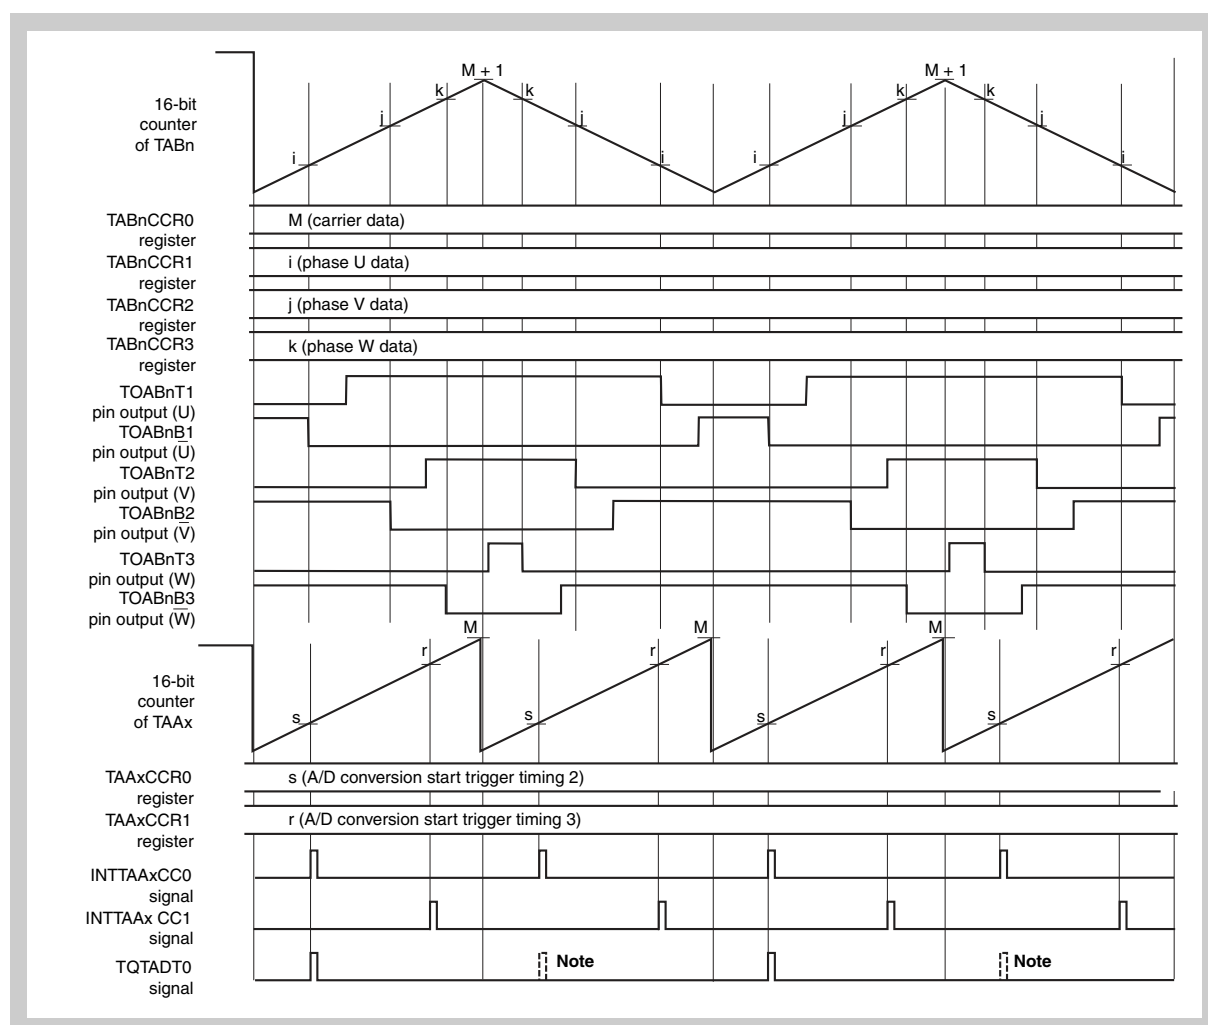 M + 1
M + 1
k
k
k
k
16-bit
counter
of TABn
j
j
j
j
i
i
i
i
TABnCCR0
register
M (carrier data)
TABnCCR1
register
i (phase U data)
TABnCCR2
register
j (phase V data)
TABnCCR3
register
k (phase W data)
TOABnT1
pin output (U)
TOABnB1
pin output (U̅)
TOABnT2
pin output (V)
TOABnB2
pin output (V̅)
TOABnT3
pin output (W)
TOABnB3
pin output (W̅)
M
M
M
r
r
r
r
16-bit
counter
of TAAx
s
s
s
s
TAAxCCR0
register
s (A/D conversion start trigger timing 2)
TAAxCCR1
register
r (A/D conversion start trigger timing 3)
INTTAAxCC0
signal
INTTAAx CC1
signal
TQTADT0
signal
Note
Note